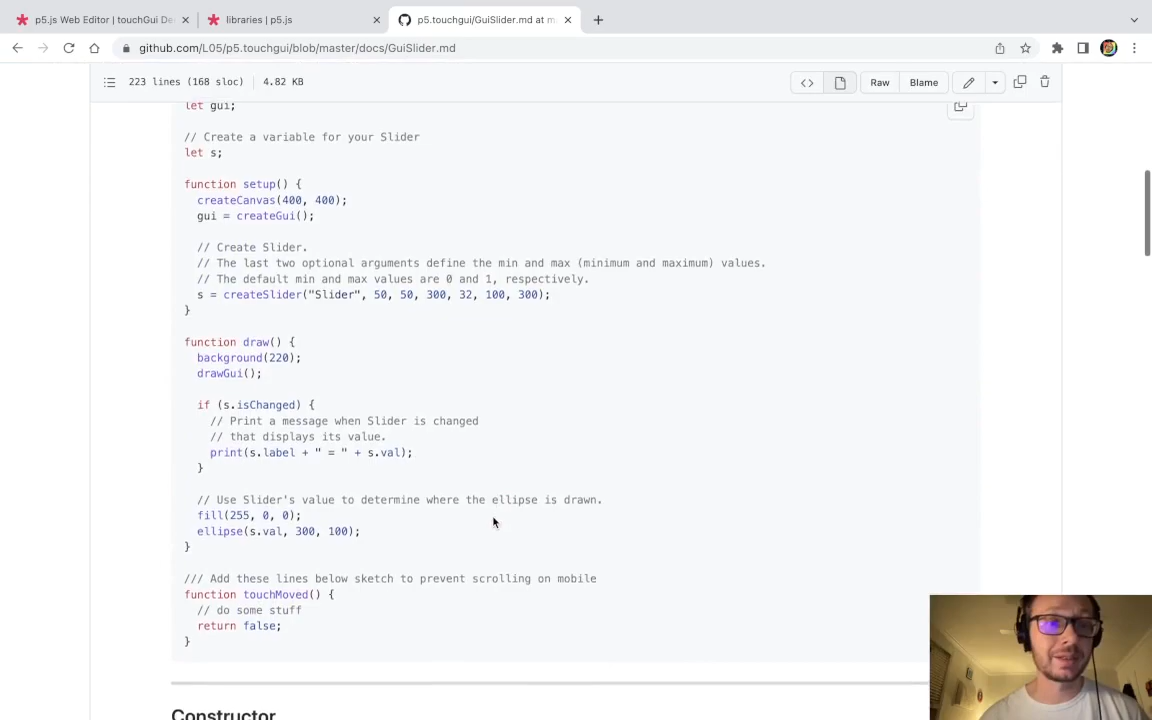 p5.js Web Editor | touchGui De
libraries | p5.js
p5.touchgui/GuiSlider.md at m
github.com/L05/p5.touchgui/blob/master/docs/GuiSlider.md
223 lines (168 sloc) 4.82 KB
Raw
Blame
let gui;
// Create a variable for your Slider
let s;
function setup() {
createCanvas(400, 400);
gui = createGui();
// Create Slider.
// The last two optional arguments define the min and max (minimum and maximum) values.
// The default min and max values are 0 and 1, respectively.
s = createSlider("Slider", 50, 50, 300, 32, 100, 300);
}
function draw() {
background(220);
drawGui();
if (s.isChanged) {
// Print a message when Slider is changed
// that displays its value.
print(s.label + " = " + s.val);
}
// Use Slider's value to determine where the ellipse is drawn.
fill(255, 0, 0);
ellipse(s.val, 300, 100);
}
/// Add these lines below sketch to prevent scrolling on mobile
function touchMoved() {
// do some stuff
return false;
}
Constructor